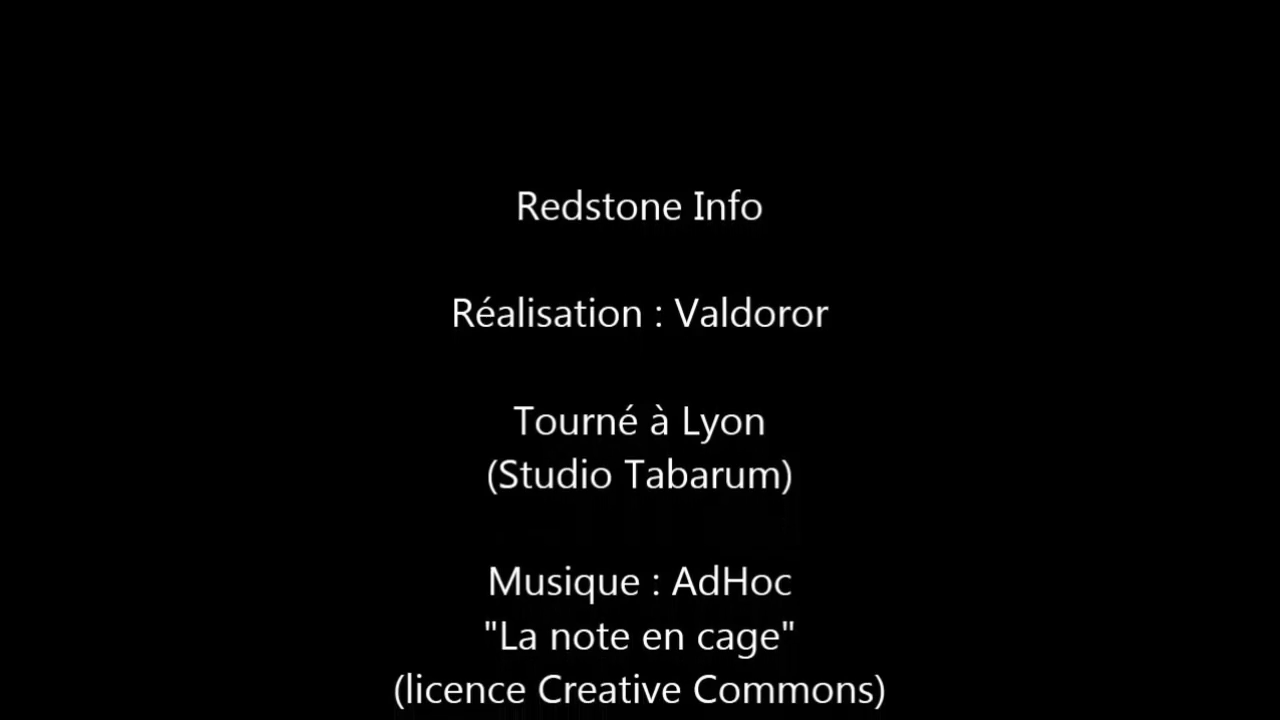 Redstone Info
Réalisation : Valdoror
Tourné à Lyon
(Studio Tabarum)
Musique : AdHoc
"La note en cage"
(licence Creative Commons)